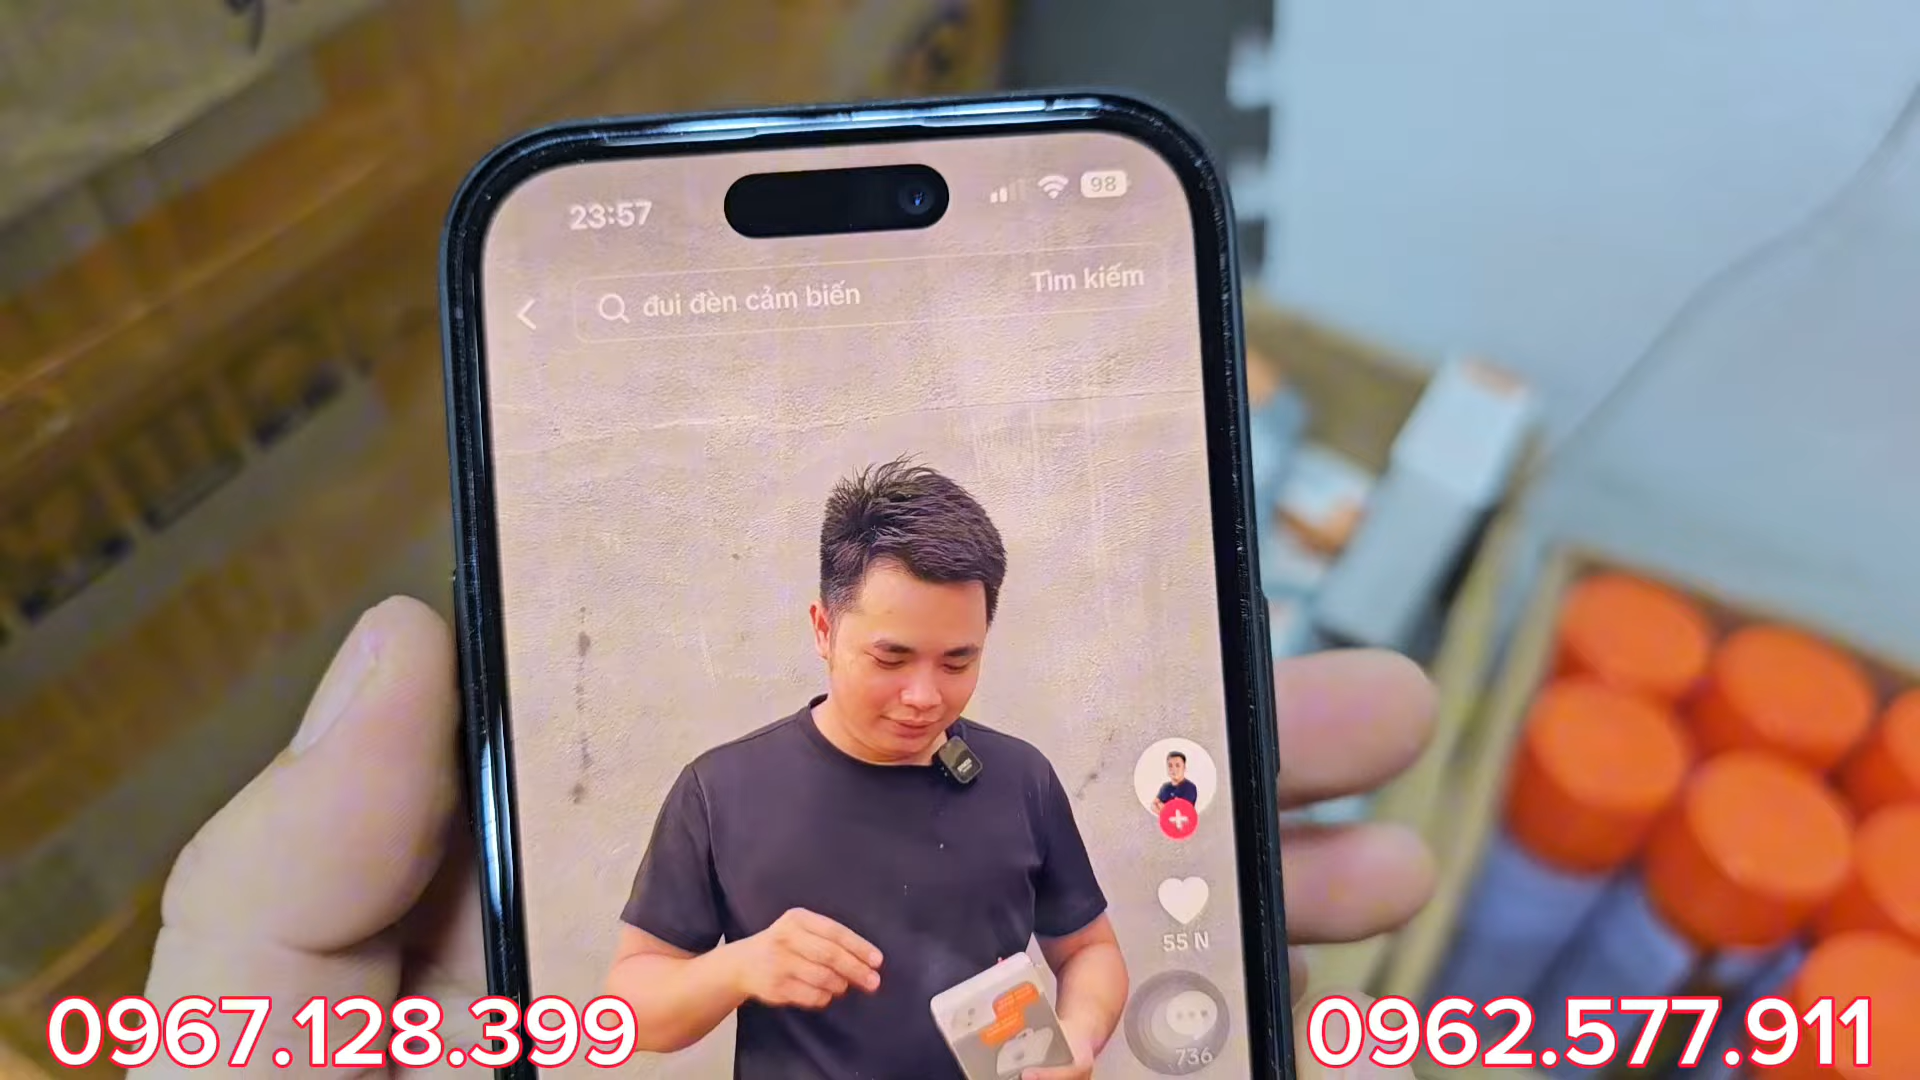 23:57
98
đui đèn cảm biến
Tìm kiếm
55 N
736
0967.128.399
0962.577.911